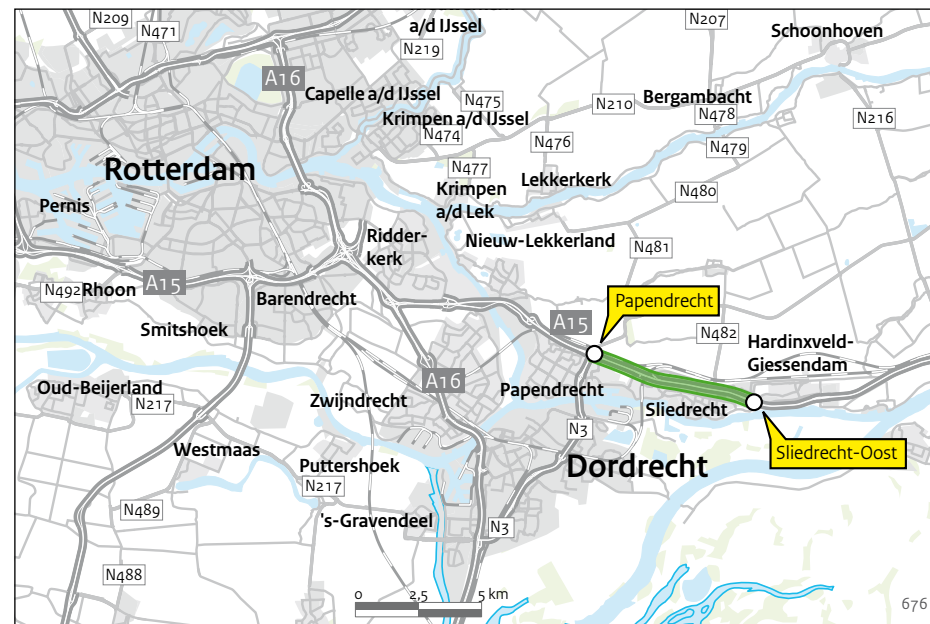 N209
N471
a/d IJssel
N219
N207
Schoonhoven
A16
Capelle a/d IJssel
N475
N210
Bergambacht
Krimpen a/d IJssel
N474
N476
N478
N216
N479
Rotterdam
N477
Lekkerkerk
Krimpen
a/d Lek
N480
Pernis
Ridder-
kerk
Nieuw-Lekkerland
N481
N492
Rhoon
A15
Barendrecht
Papendrecht
Smitshoek
A15
N482
Hardinxveld-
Giessendam
Oud-Beijerland
N217
Zwijndrecht
A16
Papendrecht
Sliedrecht
N3
Westmaas
Puttershoek
N217
Dordrecht
Sliedrecht-Oost
N489
's-Gravendeel
N3
N488
0 2,5 5 km
676